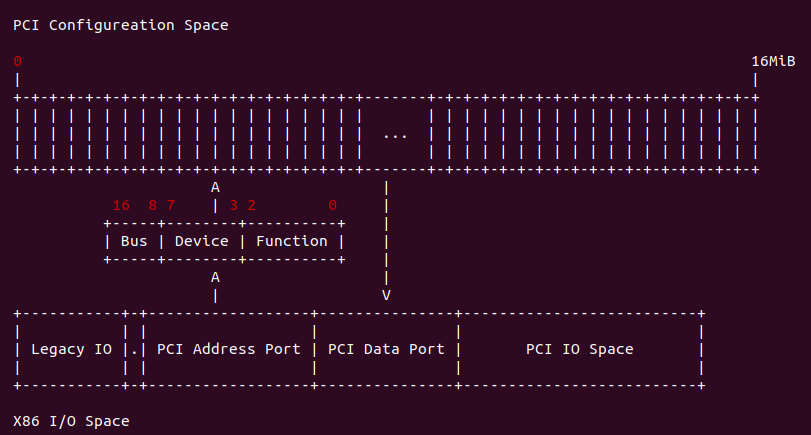 PCI Configureation Space
0 16MiB
...
A
16 8 7 3 2 0
Bus Device Function
A
V
Legacy IO . PCI Address Port PCI Data Port PCI IO Space
X86 I/O Space